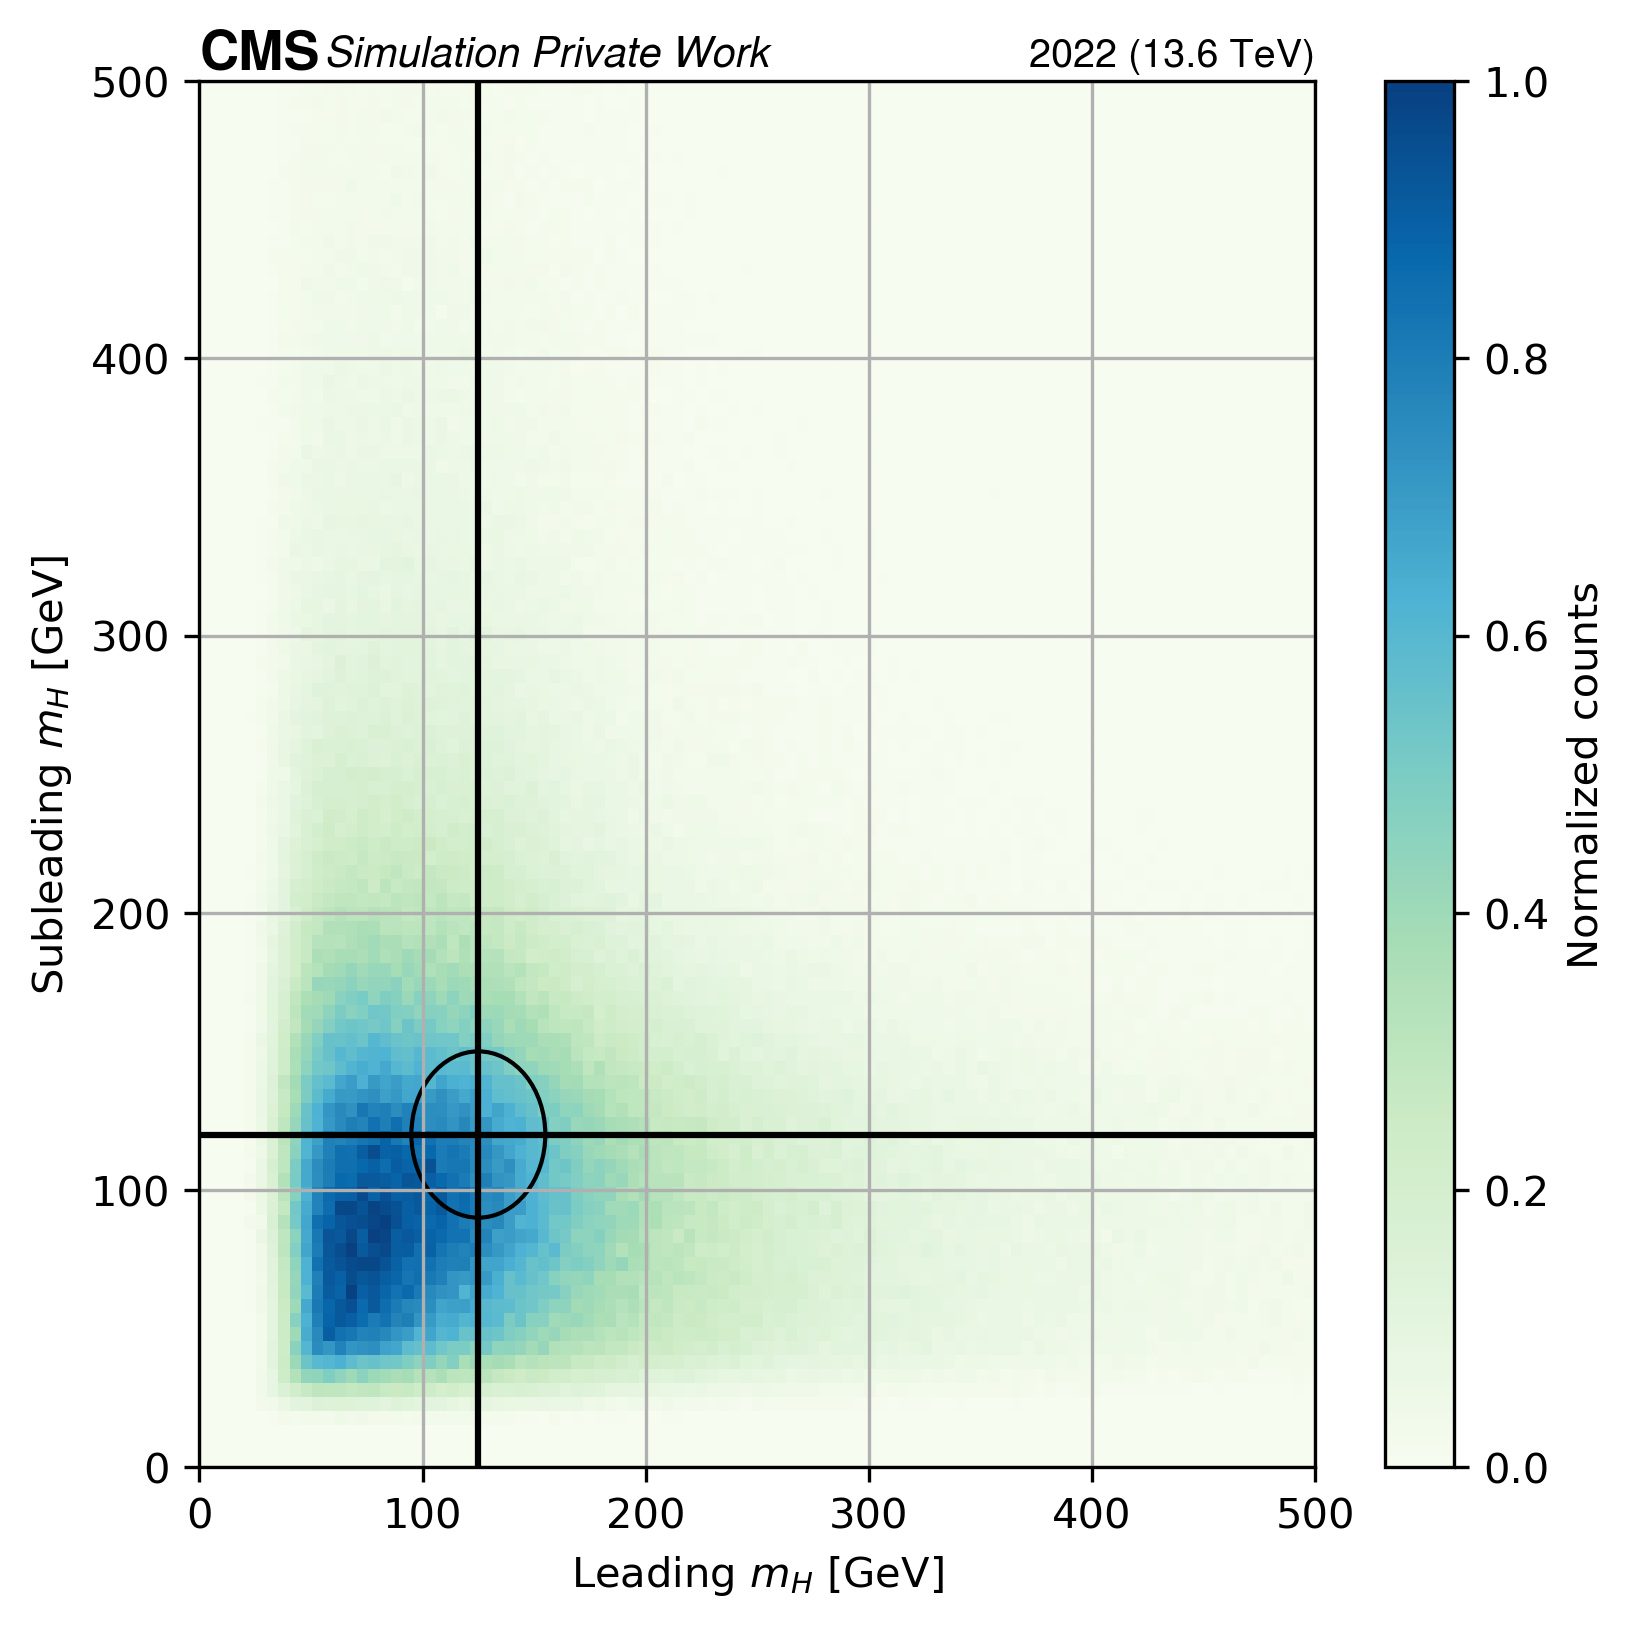 CMS Simulation Private Work 2022 (13.6 TeV)
500
400
300
200
100
0
Subleading m_H [GeV]
0 100 200 300 400 500
Leading m_H [GeV]
1.0
0.8
0.6
0.4
0.2
0.0
Normalized counts